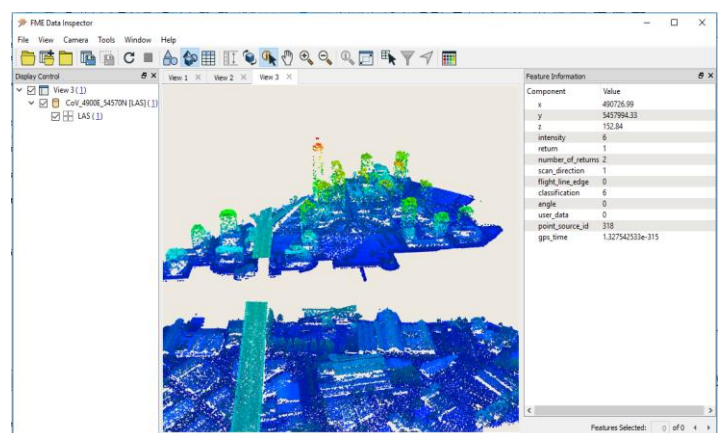 FME Data Inspector
File View Camera Tools Window Help
Display Control
View 1 View 2 View 3
Feature Information
View 3 (1)
CoV_4900E_54570N [LAS] (1)
LAS (1)
Component Value
x 490726.99
y 5457994.33
z 152.84
intensity 6
return 1
number_of_returns 2
scan_direction 1
flight_line_edge 0
classification 6
angle 0
user_data 0
point_source_id 318
gps_time 1.327542533e-315
Features Selected: 0 of 0